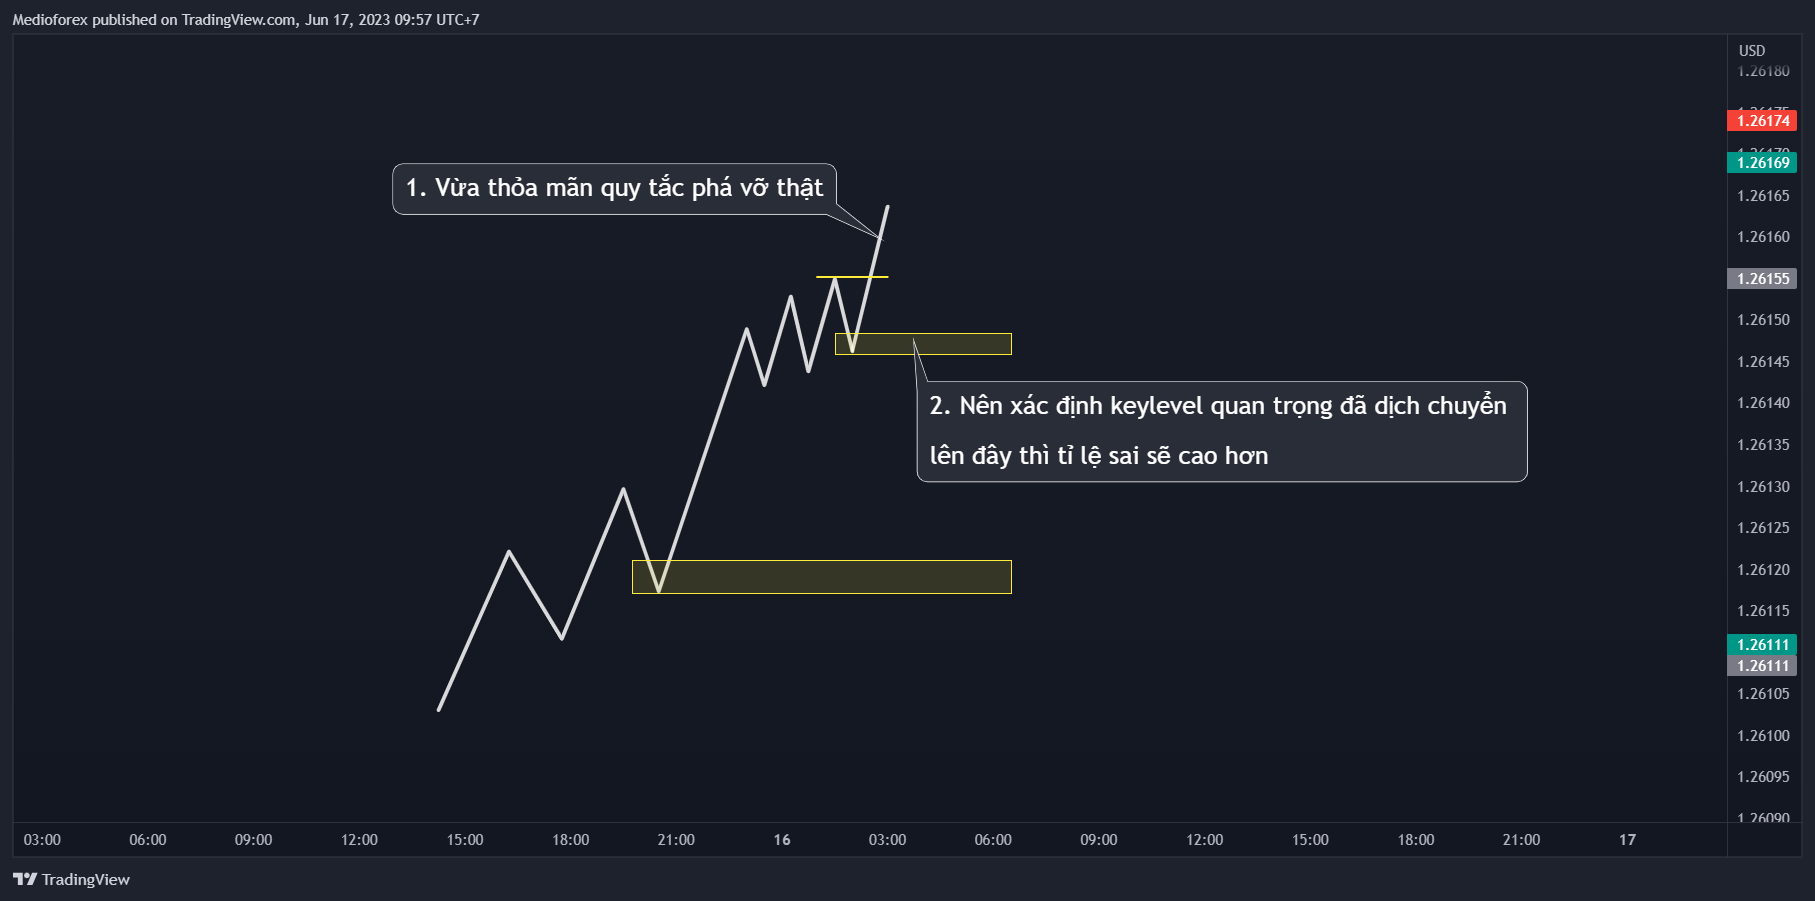 Medioforex published on TradingView.com, Jun 17, 2023 09:57 UTC+7
USD
1.26180
1.26174
1.26169
1.26165
1.26160
1.26155
1.26150
1.26145
1.26140
1.26135
1.26130
1.26125
1.26120
1.26115
1.26111
1.26111
1.26105
1.26100
1.26095
1.26090
1. Vừa thỏa mãn quy tắc phá vỡ thật
2. Nên xác định keylevel quan trọng đã dịch chuyển
lên đây thì tỉ lệ sai sẽ cao hơn
03:00 06:00 09:00 12:00 15:00 18:00 21:00 16 03:00 06:00 09:00 12:00 15:00 18:00 21:00 17
TradingView